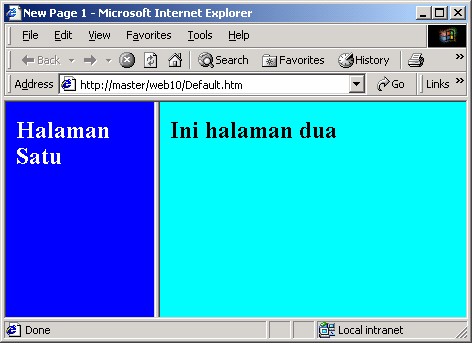 New Page 1 - Microsoft Internet Explorer
File Edit View Favorites Tools Help
Back Search Favorites History »
Address http://master/web10/Default.htm Go Links »
Halaman
Satu
Ini halaman dua
Done Local intranet